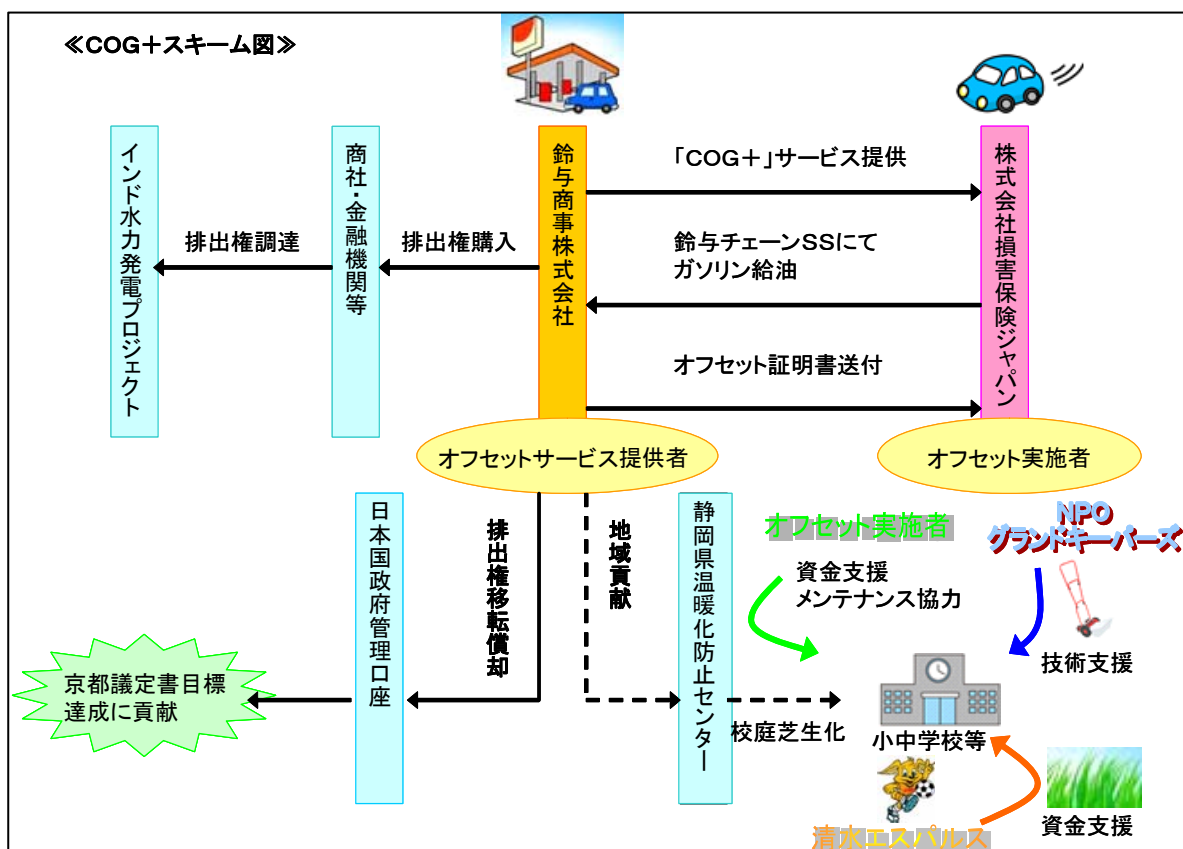 ≪COG+スキーム図≫
インド水力発電プロジェクト
排出権調達
商社・金融機関等
排出権購入
鈴与商事株式会社
「COG+」サービス提供
鈴与チェーンSSにて
ガソリン給油
オフセット証明書送付
株式会社損害保険ジャパン
オフセットサービス提供者
オフセット実施者
京都議定書目標
達成に貢献
日本国政府管理口座
排出権移転償却
地域貢献
静岡県温暖化防止センター
校庭芝生化
オフセット実施者
資金支援
メンテナンス協力
NPO
グランドキーパーズ
技術支援
小中学校等
清水エスパルス
資金支援